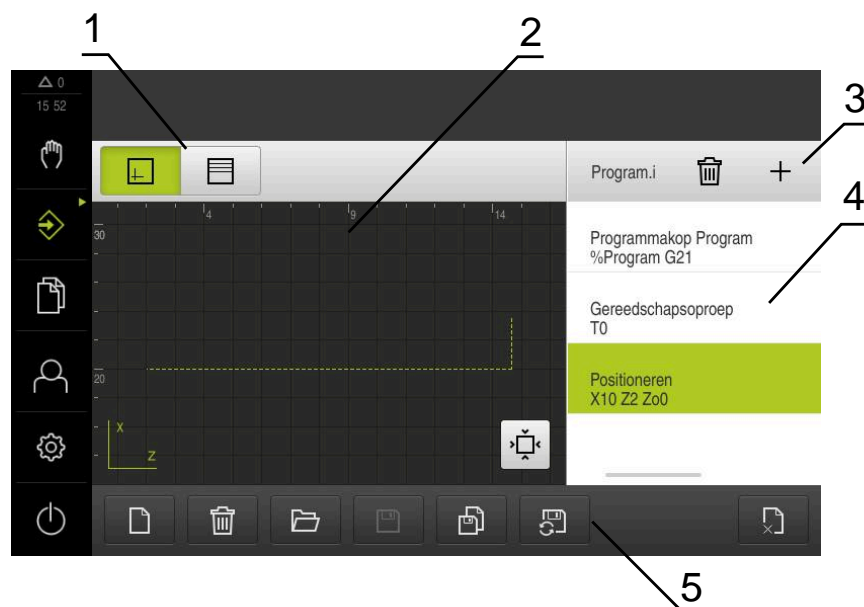 1
2
3
4
5
0
15 52
Program.i
4
9
14
30
20
X
Z
Programmakop Program
%Program G21
Gereedschapsoproep
T0
Positioneren
X10 Z2 Zo0